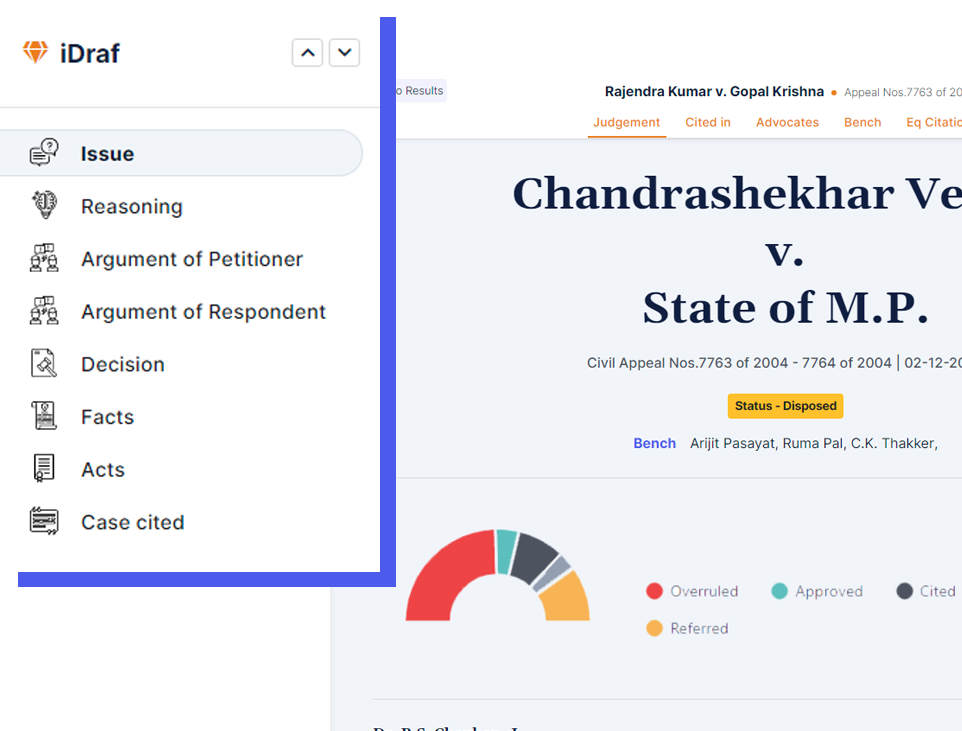 iDraf
Issue
Reasoning
Argument of Petitioner
Argument of Respondent
Decision
Facts
Acts
Case cited
o Results
Rajendra Kumar v. Gopal Krishna • Appeal Nos.7763 of 20
Judgement Cited in Advocates Bench Eq Citatio
Chandrashekhar Ve
v.
State of M.P.
Civil Appeal Nos.7763 of 2004 - 7764 of 2004 | 02-12-20
Status - Disposed
Bench Arijit Pasayat, Ruma Pal, C.K. Thakker,
Overruled Approved Cited
Referred